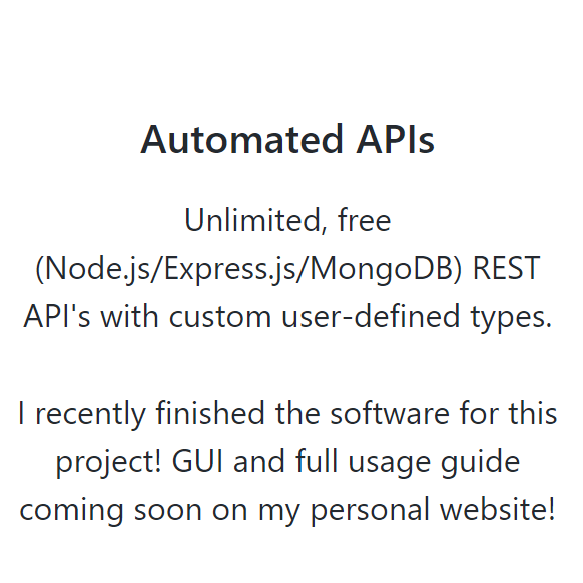 Automated APIs
Unlimited, free
(Node.js/Express.js/MongoDB) REST
API's with custom user-defined types.
I recently finished the software for this
project! GUI and full usage guide
coming soon on my personal website!